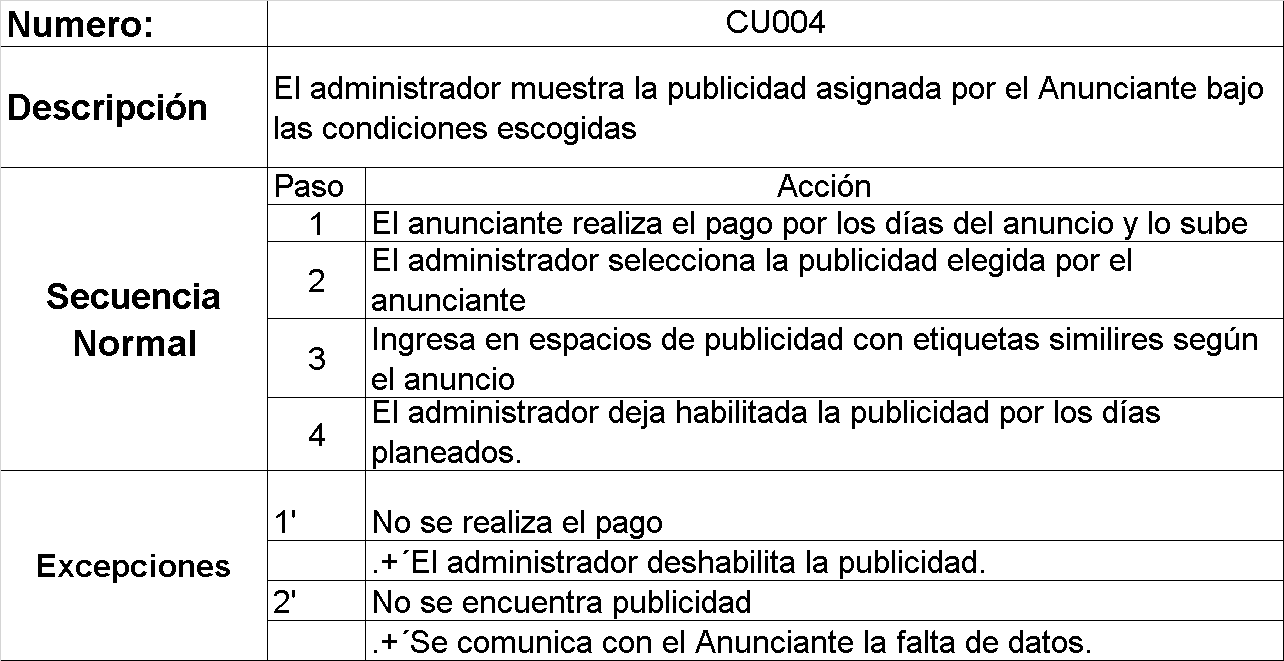 Numero: CU004
Descripción
El administrador muestra la publicidad asignada por el Anunciante bajo
las condiciones escogidas
Secuencia
Normal
Paso Acción
1 El anunciante realiza el pago por los días del anuncio y lo sube
2 El administrador selecciona la publicidad elegida por el
anunciante
3 Ingresa en espacios de publicidad con etiquetas similires según
el anuncio
4 El administrador deja habilitada la publicidad por los días
planeados.
Excepciones
1' No se realiza el pago
.+´El administrador deshabilita la publicidad.
2' No se encuentra publicidad
.+´Se comunica con el Anunciante la falta de datos.